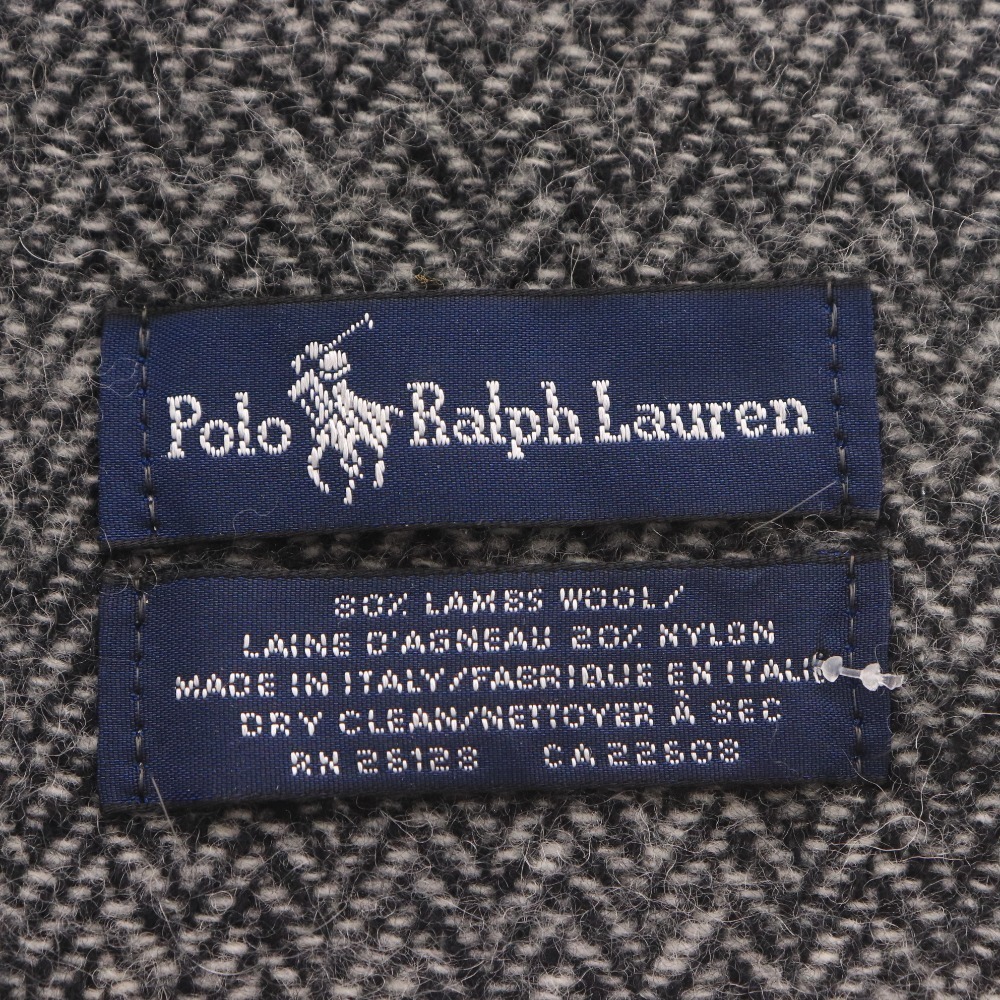 Polo Ralph Lauren
80% LAMBS WOOL/
LAINE D'AGNEAU 20% NYLON
MADE IN ITALY/FABRIQUE EN ITALIE
DRY CLEAN/NETTOYER À SEC
RN 26128 CA 22608